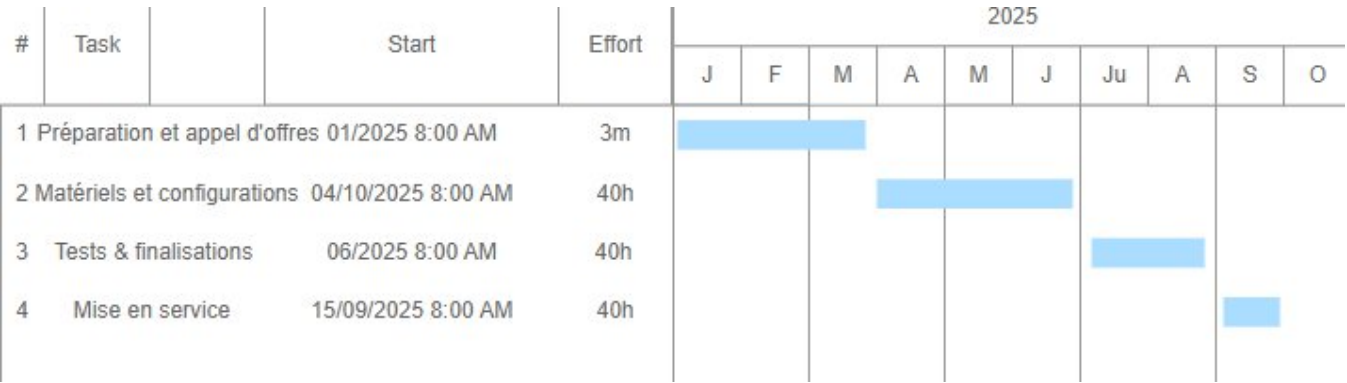 2025
# Task Start Effort
J F M A M J Ju A S O
1 Préparation et appel d'offres 01/2025 8:00 AM 3m
2 Matériels et configurations 04/10/2025 8:00 AM 40h
3 Tests & finalisations 06/2025 8:00 AM 40h
4 Mise en service 15/09/2025 8:00 AM 40h